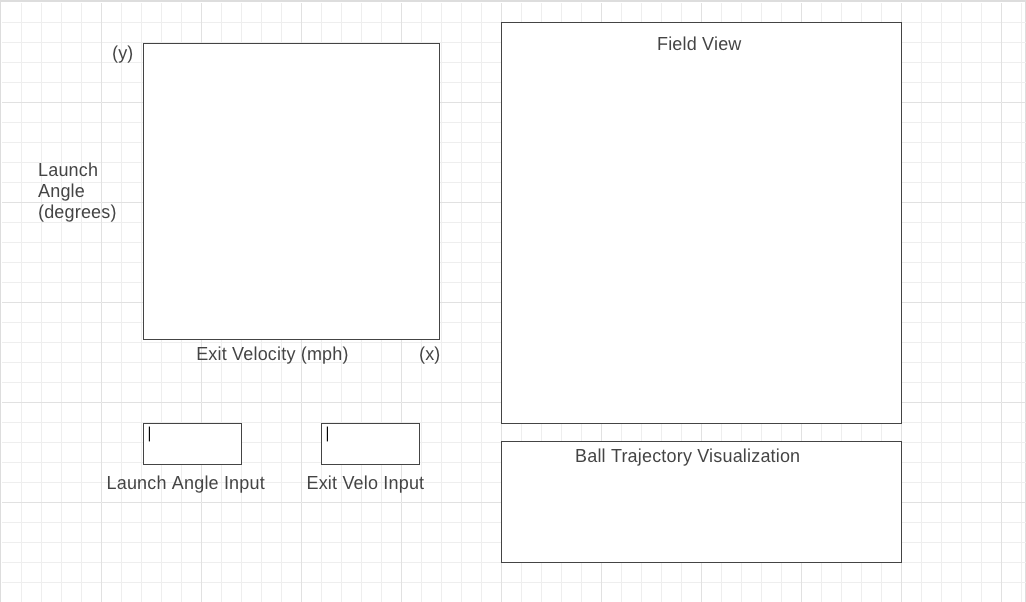 (y)
Launch
Angle
(degrees)
Exit Velocity (mph)
(x)
Launch Angle Input
Exit Velo Input
Field View
Ball Trajectory Visualization